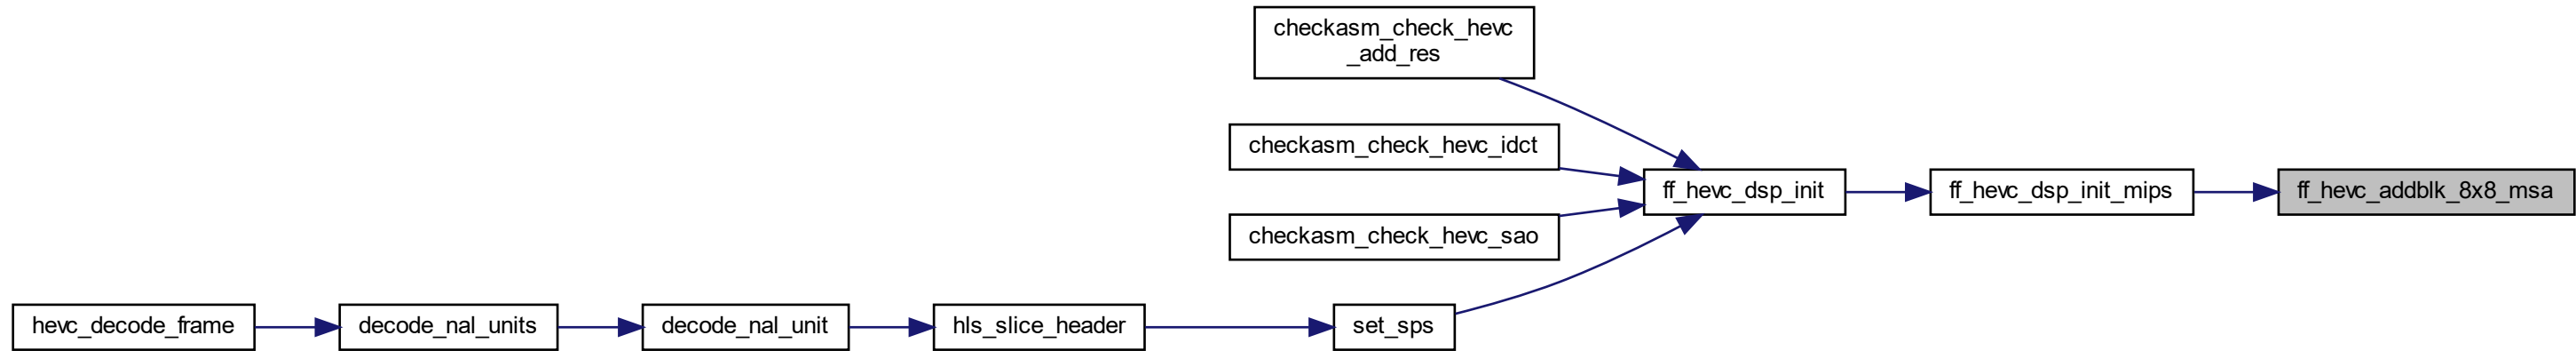 checkasm_check_hevc
_add_res
checkasm_check_hevc_idct
ff_hevc_dsp_init
ff_hevc_dsp_init_mips
ff_hevc_addblk_8x8_msa
checkasm_check_hevc_sao
hevc_decode_frame
decode_nal_units
decode_nal_unit
hls_slice_header
set_sps